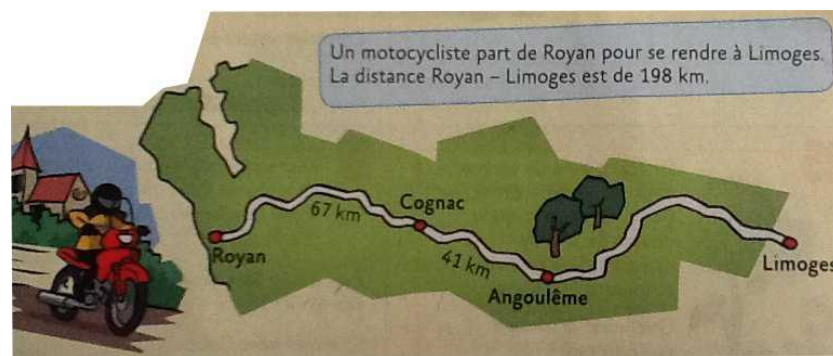 Un motocycliste part de Royan pour se rendre à Limoges.
La distance Royan – Limoges est de 198 km.
67 km
Cognac
Royan
41 km
Angoulême
Limoges